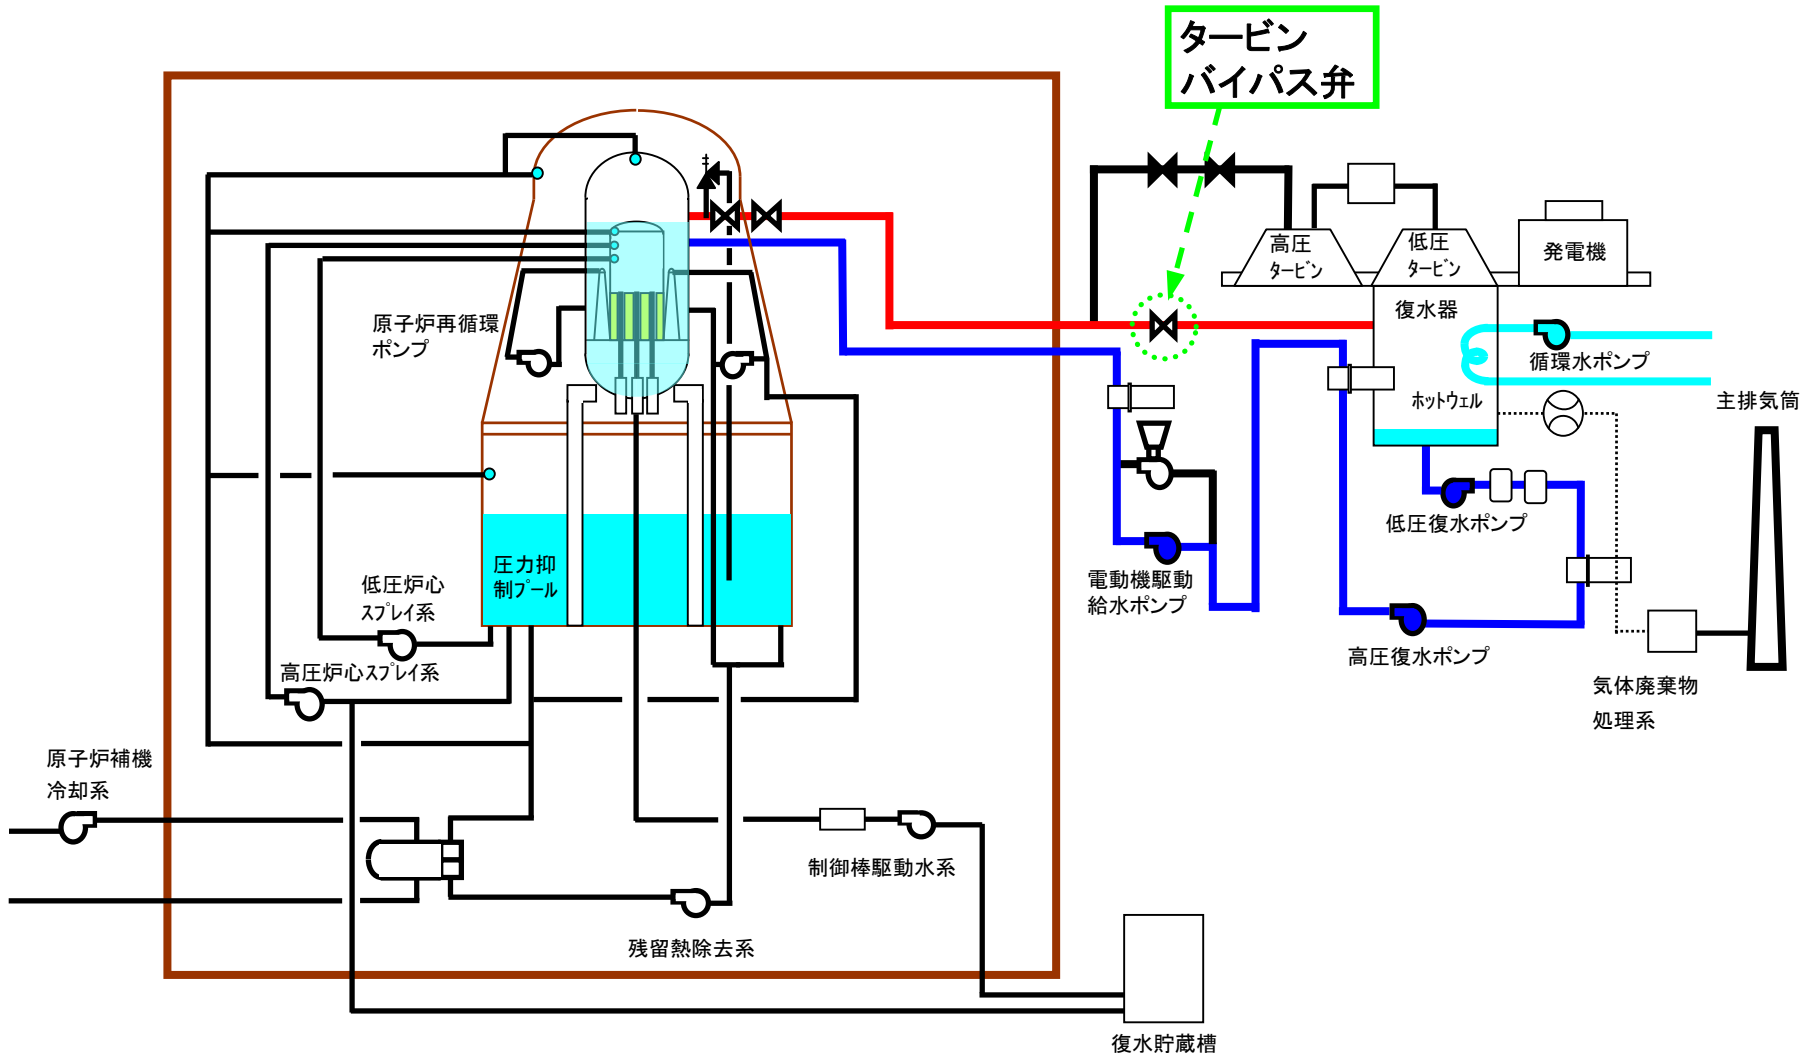 タービン
バイパス弁
高圧
ﾀｰﾋﾞﾝ
低圧
ﾀｰﾋﾞﾝ
発電機
復水器
循環水ポンプ
ホットウェル
主排気筒
原子炉再循環
ポンプ
低圧復水ポンプ
圧力抑
制ﾌﾟｰﾙ
低圧炉心
ｽﾌﾟﾚｲ系
電動機駆動
給水ポンプ
高圧炉心ｽﾌﾟﾚｲ系
高圧復水ポンプ
気体廃棄物
処理系
原子炉補機
冷却系
制御棒駆動水系
残留熱除去系
復水貯蔵槽